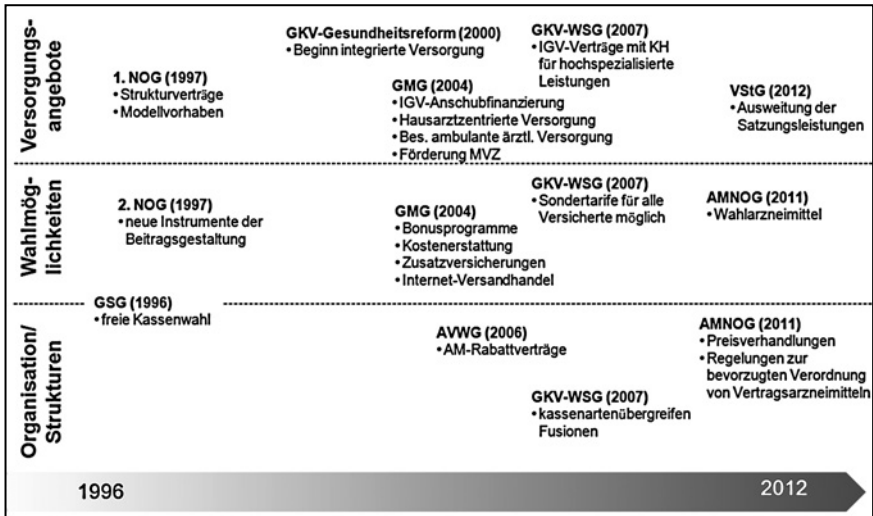 Versorgungs-
angebote
1. NOG (1997)
• Strukturverträge
• Modellvorhaben
GKV-Gesundheitsreform (2000)
• Beginn integrierte Versorgung
GMG (2004)
• IGV-Anschubfinanzierung
• Hausarztzentrierte Versorgung
• Bes. ambulante ärztl. Versorgung
• Förderung MVZ
GKV-WSG (2007)
• IGV-Verträge mit KH
für hochspezialisierte
Leistungen
VStG (2012)
• Ausweitung der
Satzungsleistungen
Wahlmög-
lichkeiten
2. NOG (1997)
• neue Instrumente der
Beitragsgestaltung
GMG (2004)
• Bonusprogramme
• Kostenerstattung
• Zusatzversicherungen
• Internet-Versandhandel
GKV-WSG (2007)
• Sondertarife für alle
Versicherte möglich
AMNOG (2011)
• Wahlarzneimittel
Organisation/
Strukturen
GSG (1996)
• freie Kassenwahl
AVWG (2006)
• AM-Rabattverträge
GKV-WSG (2007)
• kassenartenübergreifen
Fusionen
AMNOG (2011)
• Preisverhandlungen
• Regelungen zur
bevorzugten Verordnung
von Vertragsarzneimitteln
1996
2012